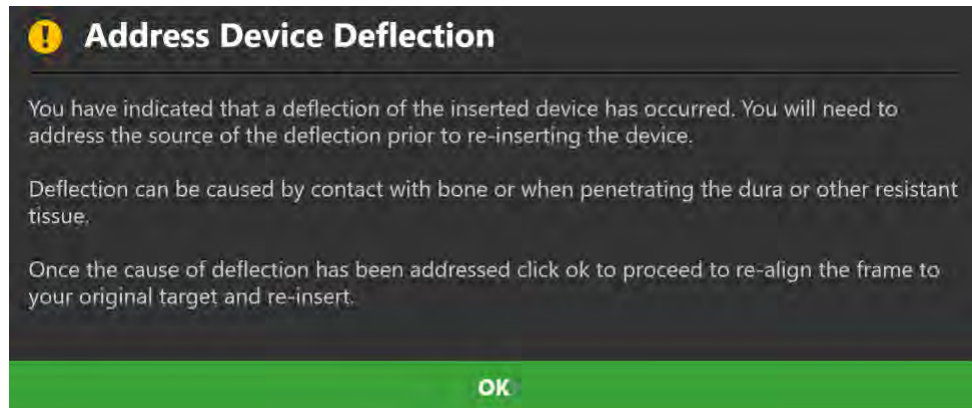 ! Address Device Deflection
You have indicated that a deflection of the inserted device has occurred. You will need to
address the source of the deflection prior to re-inserting the device.
Deflection can be caused by contact with bone or when penetrating the dura or other resistant
tissue.
Once the cause of deflection has been addressed click ok to proceed to re-align the frame to
your original target and re-insert.
OK